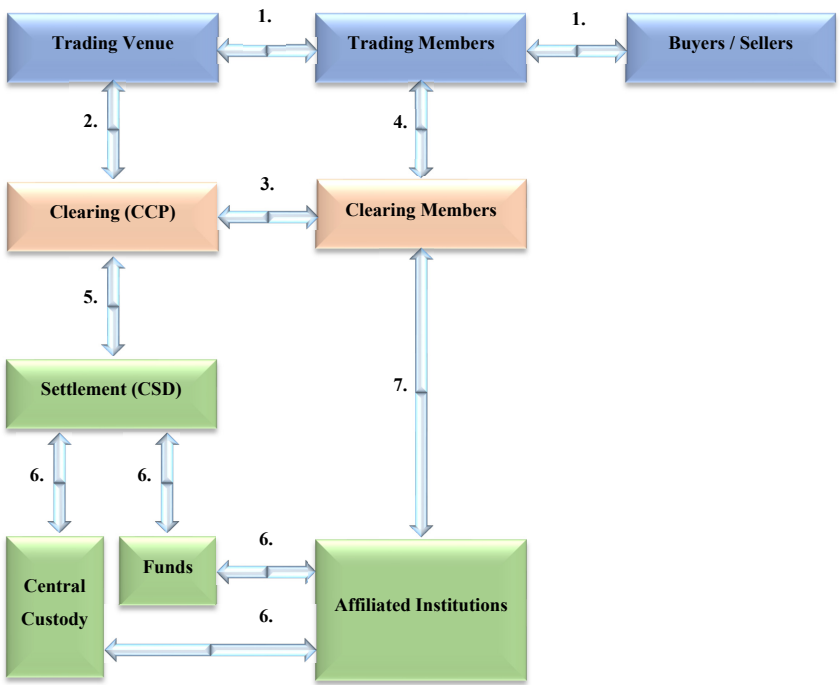 1.
1.
Trading Venue
Trading Members
Buyers / Sellers
2.
4.
3.
Clearing (CCP)
Clearing Members
5.
Settlement (CSD)
7.
6.
6.
6.
Funds
Central
Custody
Affiliated Institutions
6.